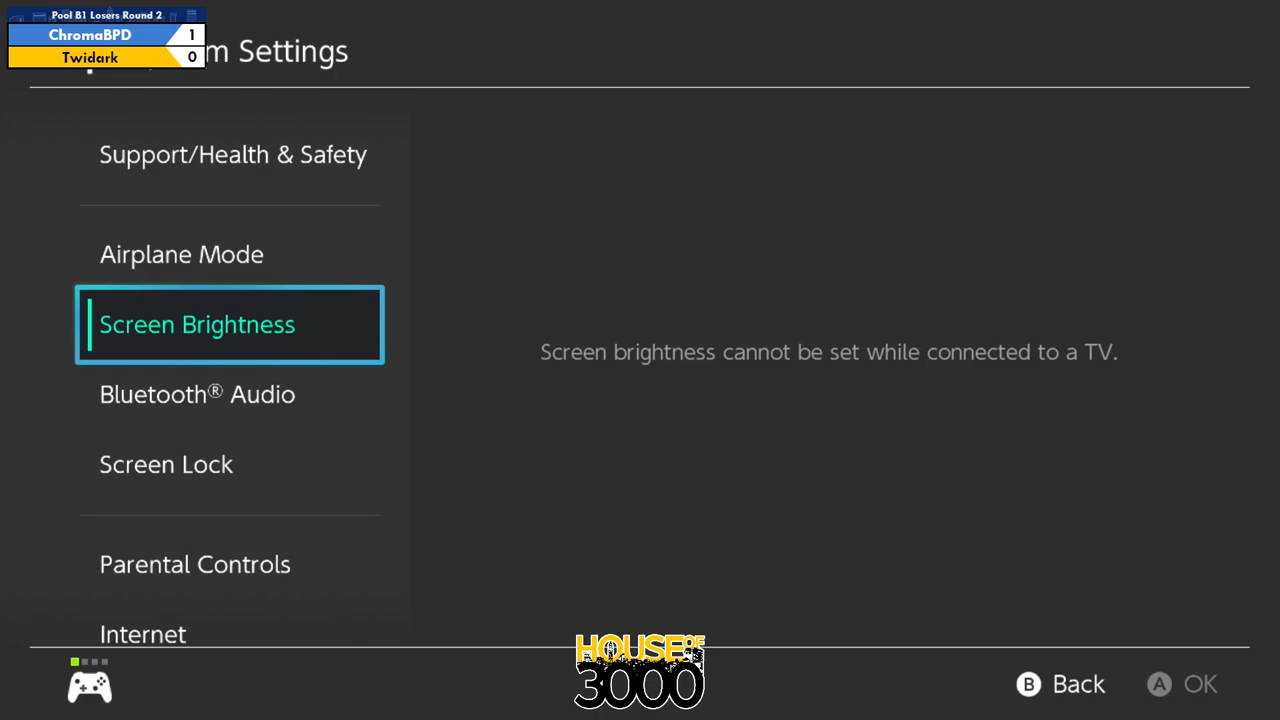 Pool B1 Losers Round 2
ChromaBPD 1
Twidark 0
m Settings
Support/Health & Safety
Airplane Mode
Screen Brightness
Bluetooth® Audio
Screen Lock
Parental Controls
Internet
Screen brightness cannot be set while connected to a TV.
HOUSE OF
3000
B Back
A OK